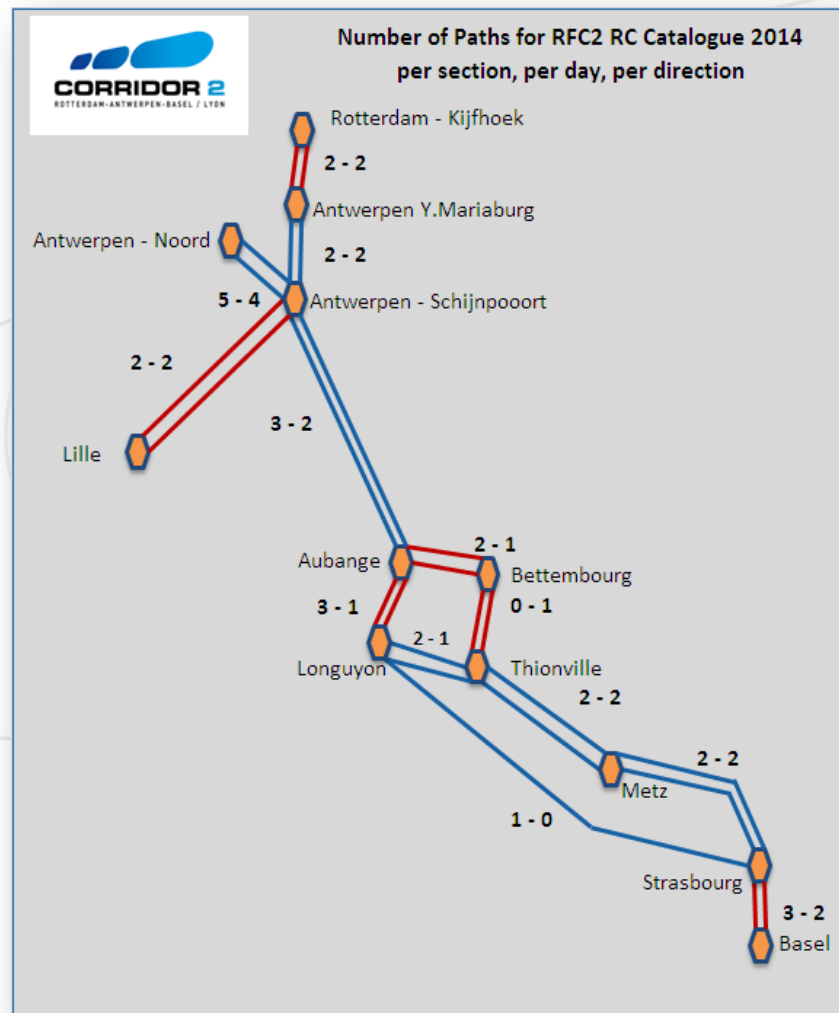 CORRIDOR 2
ROTTERDAM-ANTWERPEN-BASEL / LYON
Number of Paths for RFC2 RC Catalogue 2014
per section, per day, per direction
Rotterdam - Kijfhoek
2 - 2
Antwerpen Y.Mariaburg
Antwerpen - Noord
2 - 2
5 - 4
Antwerpen - Schijnpooort
2 - 2
3 - 2
Lille
2 - 1
Aubange
Bettembourg
3 - 1
0 - 1
2 - 1
Longuyon
Thionville
2 - 2
2 - 2
Metz
1 - 0
Strasbourg
3 - 2
Basel